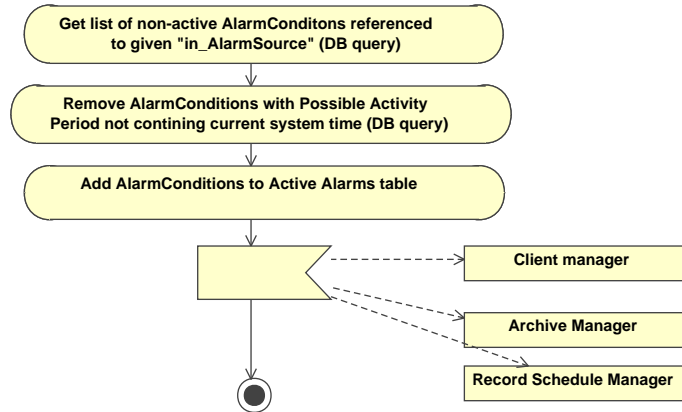 Get list of non-active AlarmConditons referenced
to given "in_AlarmSource" (DB query)
Remove AlarmConditions with Possible Activity
Period not contining current system time (DB query)
Add AlarmConditions to Active Alarms table
Client manager
Archive Manager
Record Schedule Manager